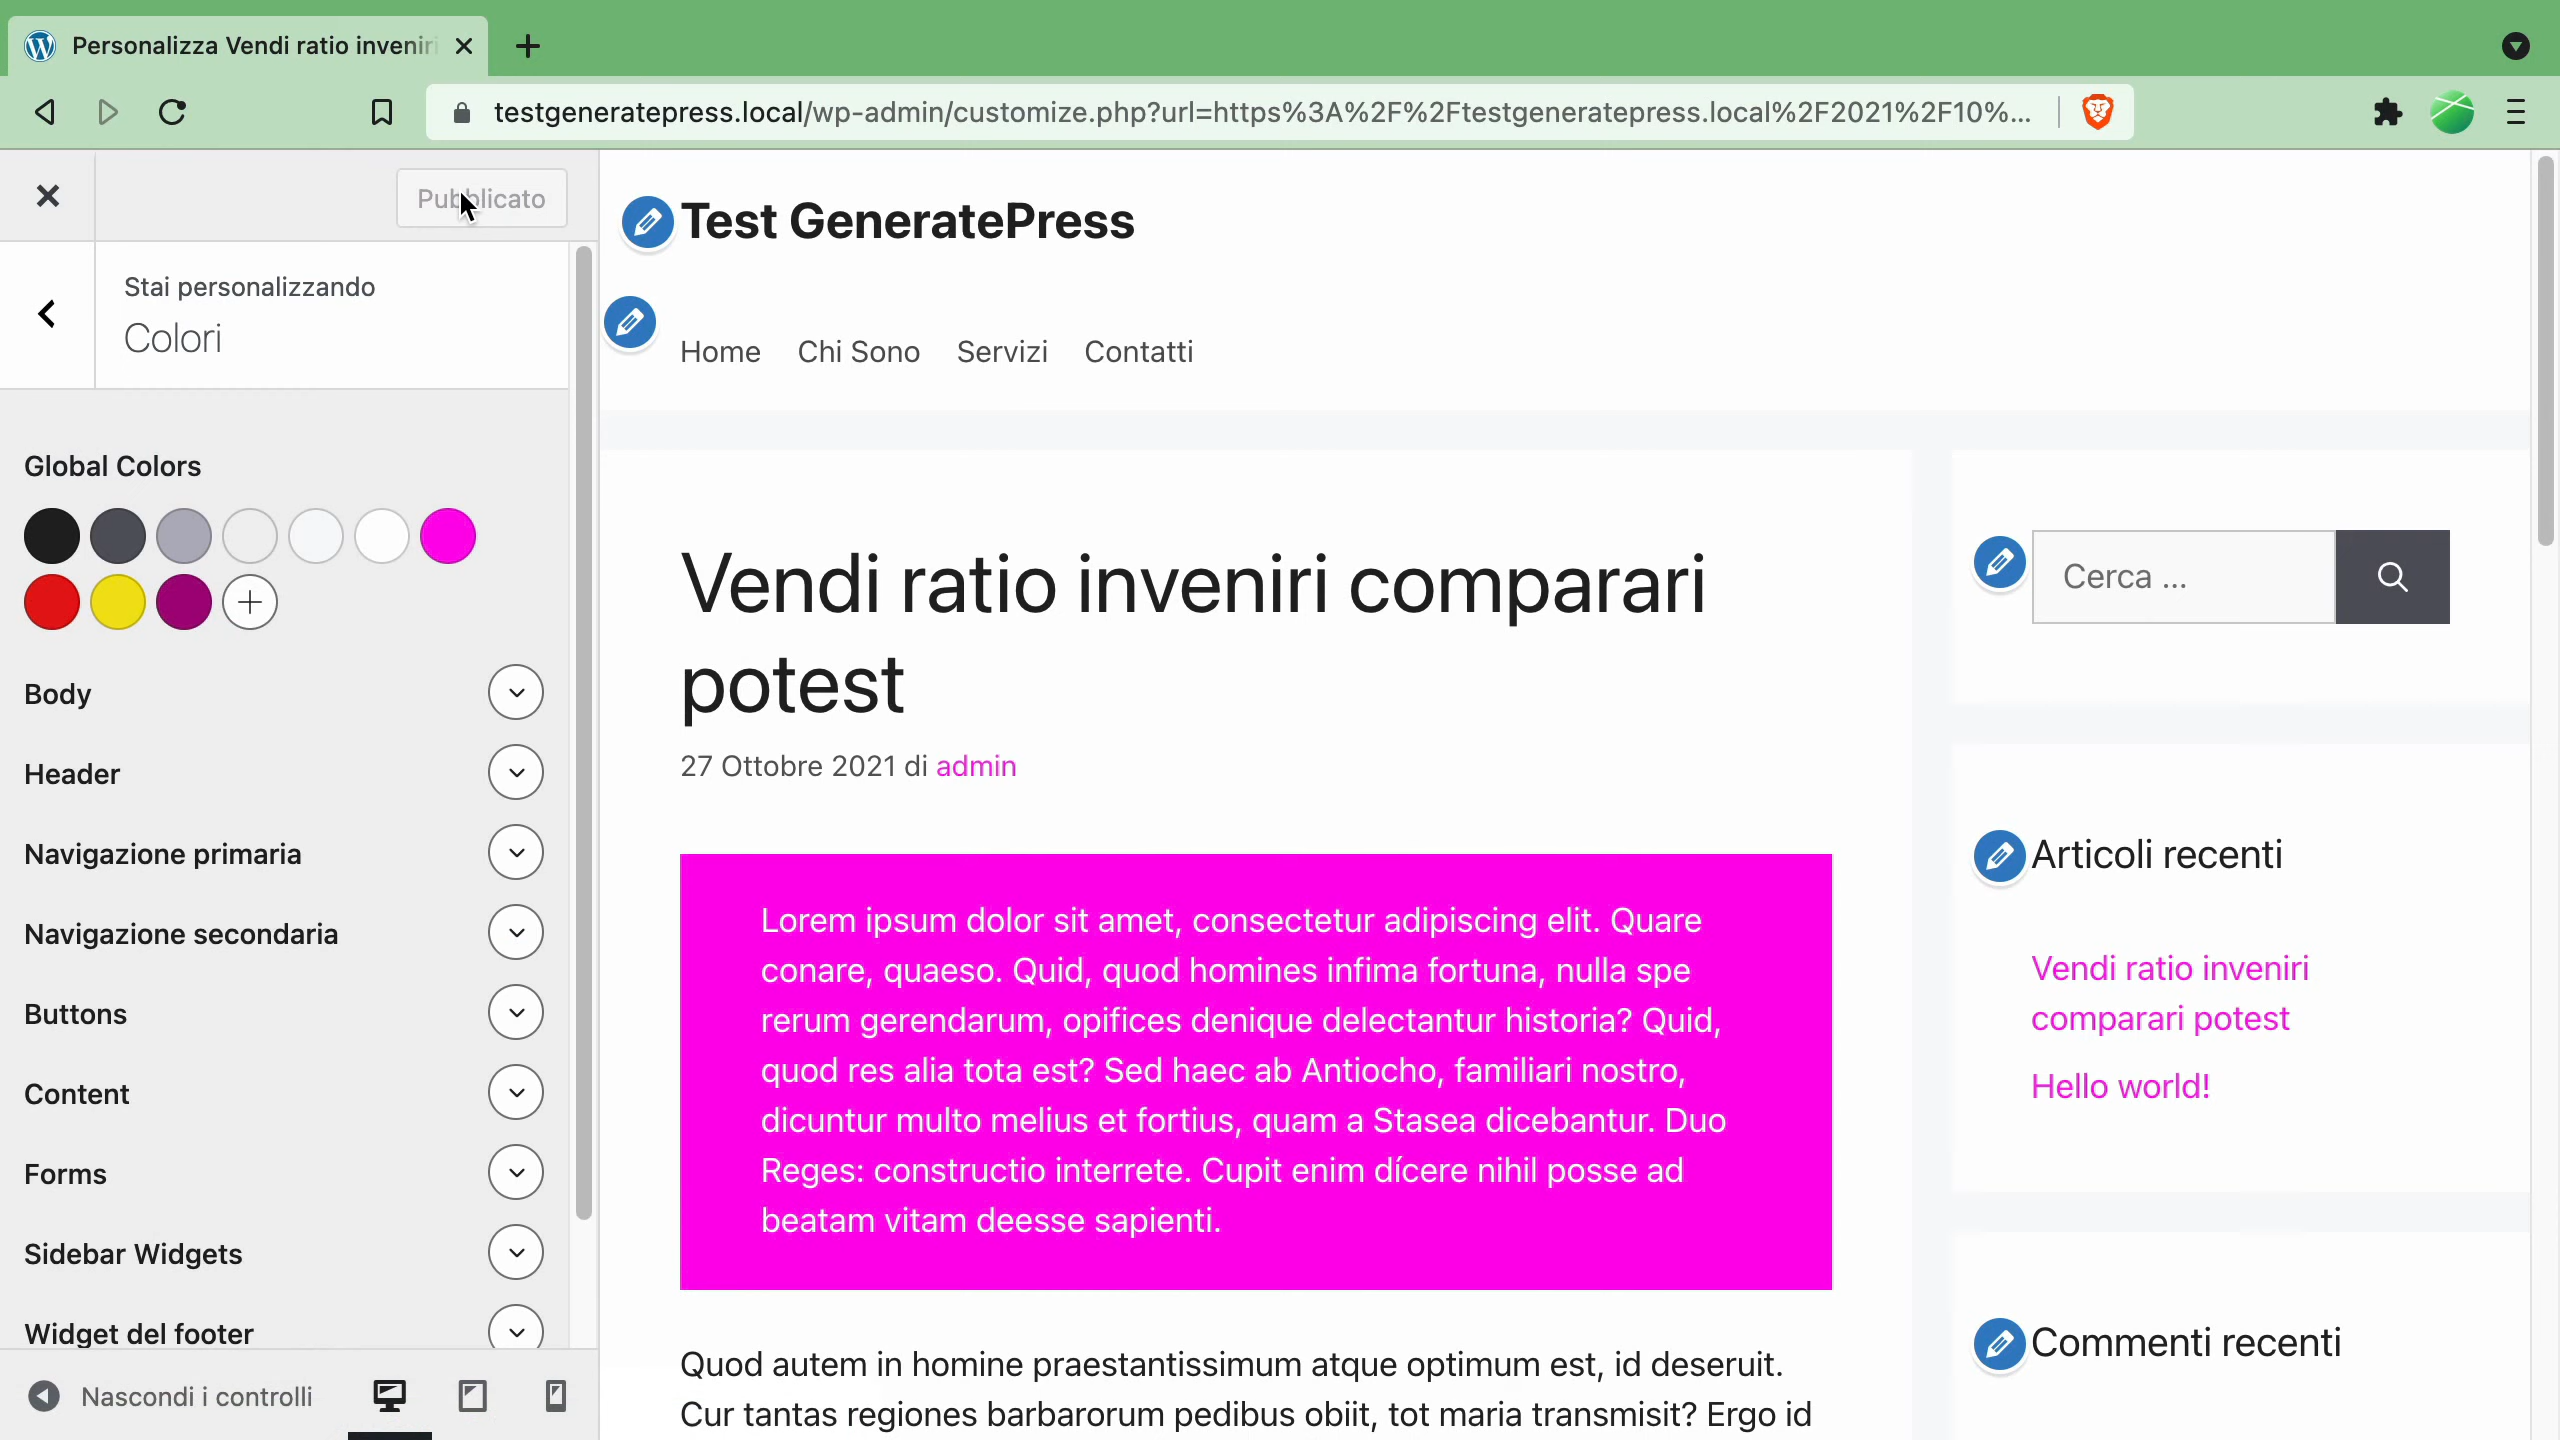 Personalizza Vendi ratio inveniri
testgeneratepress.local/wp-admin/customize.php?url=https%3A%2F%2Ftestgeneratepress.local%2F2021%2F10%...
Pubblicato
Stai personalizzando
Colori
Global Colors
Body
Header
Navigazione primaria
Navigazione secondaria
Buttons
Content
Forms
Sidebar Widgets
Widget del footer
Nascondi i controlli
Test GeneratePress
Home Chi Sono Servizi Contatti
Vendi ratio inveniri comparari
potest
27 Ottobre 2021 di admin
Lorem ipsum dolor sit amet, consectetur adipiscing elit. Quare
conare, quaeso. Quid, quod homines infima fortuna, nulla spe
rerum gerendarum, opifices denique delectantur historia? Quid,
quod res alia tota est? Sed haec ab Antiocho, familiari nostro,
dicuntur multo melius et fortius, quam a Stasea dicebantur. Duo
Reges: constructio interrete. Cupit enim dícere nihil posse ad
beatam vitam deesse sapienti.
Quod autem in homine praestantissimum atque optimum est, id deseruit.
Cur tantas regiones barbarorum pedibus obiit, tot maria transmisit? Ergo id
Cerca ...
Articoli recenti
Vendi ratio inveniri
comparari potest
Hello world!
Commenti recenti